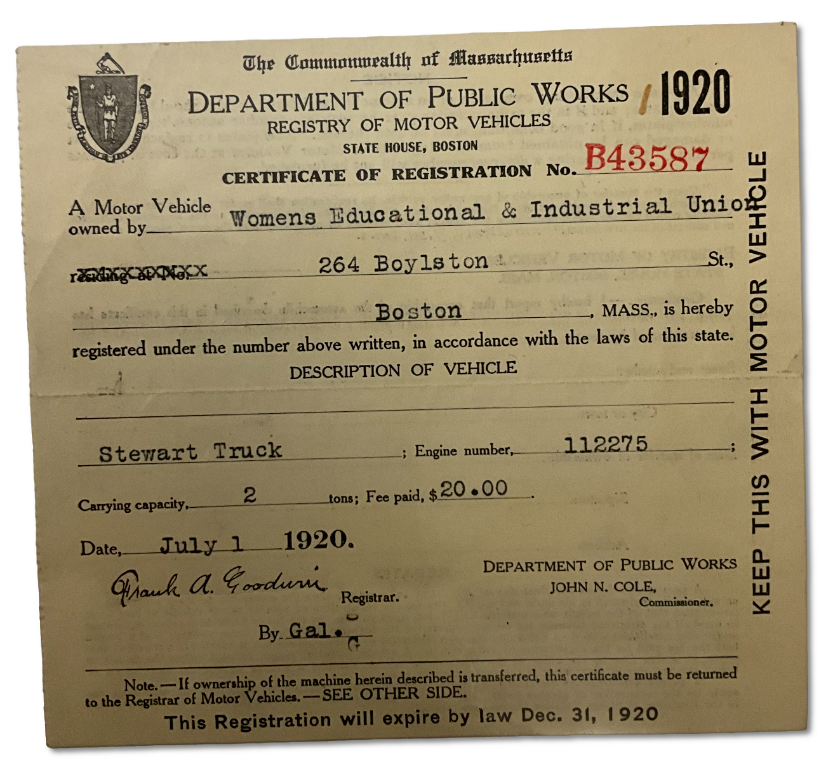 The Commonwealth of Massachusetts
DEPARTMENT OF PUBLIC WORKS / 1920
REGISTRY OF MOTOR VEHICLES
STATE HOUSE, BOSTON
CERTIFICATE OF REGISTRATION No. B43587
A Motor Vehicle
owned by Womens Educational & Industrial Union
residing at No. 264 Boylston St.,
Boston, MASS., is hereby
registered under the number above written, in accordance with the laws of this state.
DESCRIPTION OF VEHICLE
Stewart Truck ; Engine number, 112275 ;
Carrying capacity, 2 tons; Fee paid, $20.00 .
Date, July 1 1920.
Frank A. Goodwin Registrar.
DEPARTMENT OF PUBLIC WORKS
JOHN N. COLE,
Commissioner.
By Gal.
G
Note.—If ownership of the machine herein described is transferred, this certificate must be returned
to the Registrar of Motor Vehicles.—SEE OTHER SIDE.
This Registration will expire by law Dec. 31, 1920
KEEP THIS WITH MOTOR VEHICLE